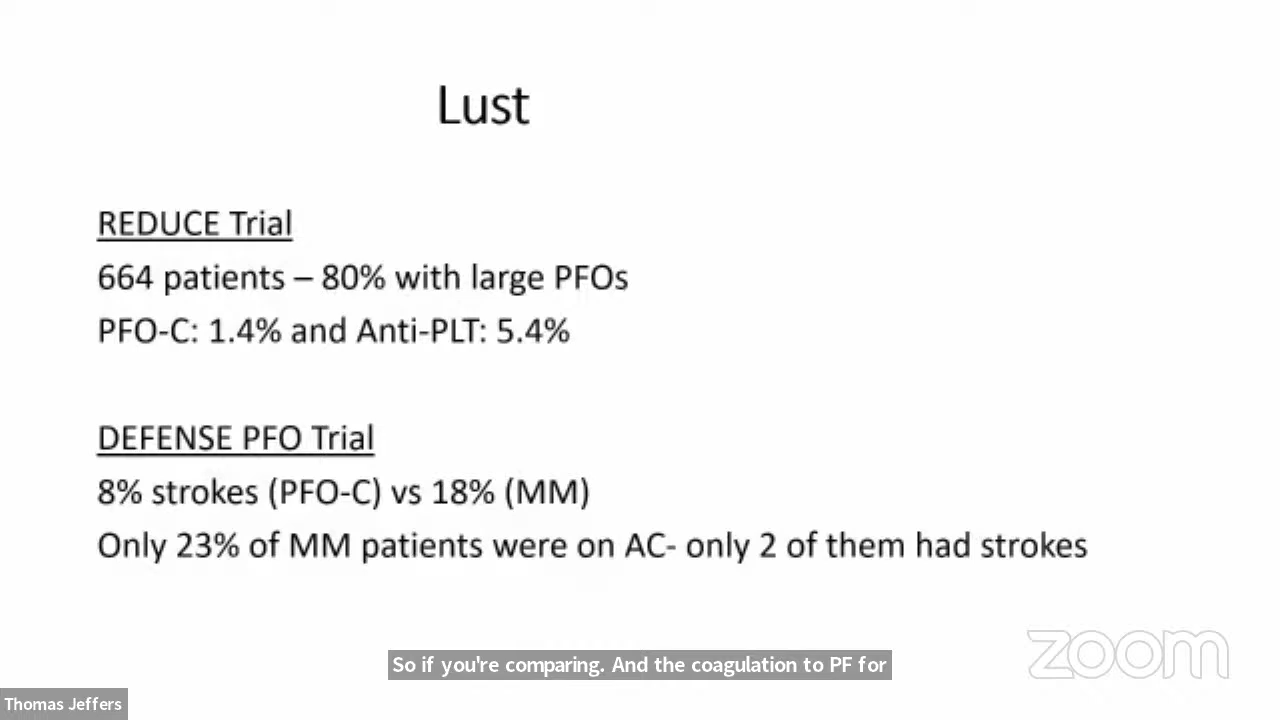 Lust
REDUCE Trial
664 patients – 80% with large PFOs
PFO-C: 1.4% and Anti-PLT: 5.4%
DEFENSE PFO Trial
8% strokes (PFO-C) vs 18% (MM)
Only 23% of MM patients were on AC- only 2 of them had strokes
So if you're comparing. And the coagulation to PF for
zoom
Thomas Jeffers